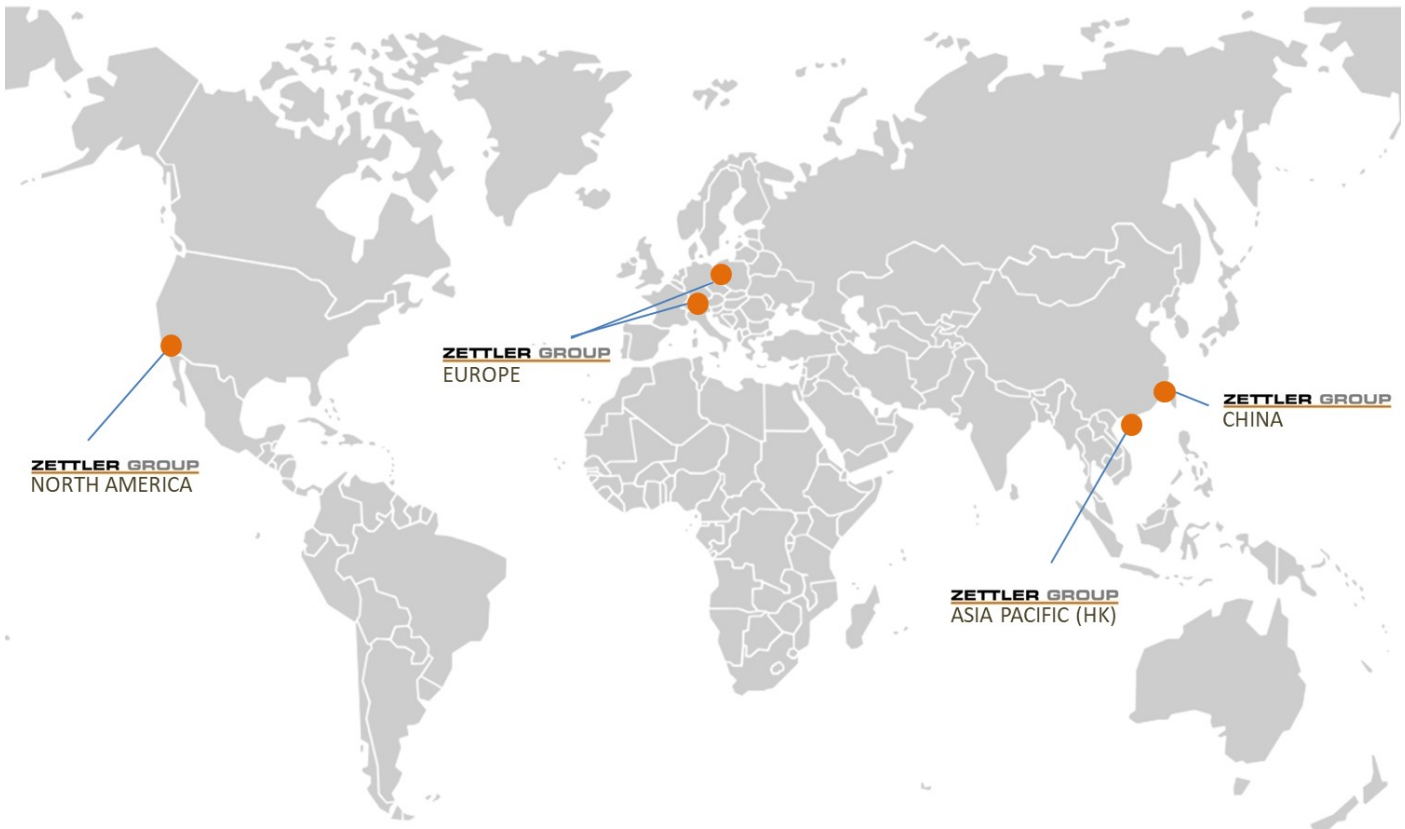 ZETTLER GROUP
EUROPE
ZETTLER GROUP
CHINA
ZETTLER GROUP
NORTH AMERICA
ZETTLER GROUP
ASIA PACIFIC (HK)